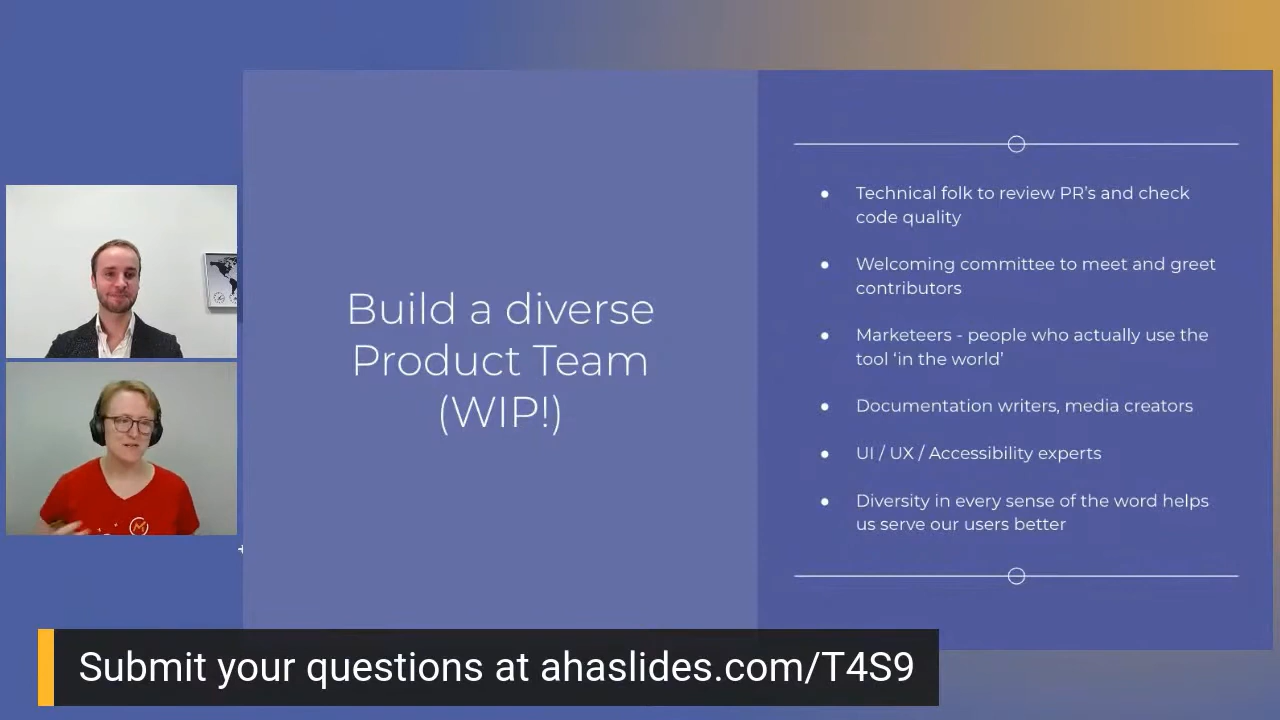 Build a diverse
Product Team
(WIP!)
● Technical folk to review PR's and check
code quality
● Welcoming committee to meet and greet
contributors
● Marketeers - people who actually use the
tool ‘in the world’
● Documentation writers, media creators
● UI / UX / Accessibility experts
● Diversity in every sense of the word helps
us serve our users better
Submit your questions at ahaslides.com/T4S9